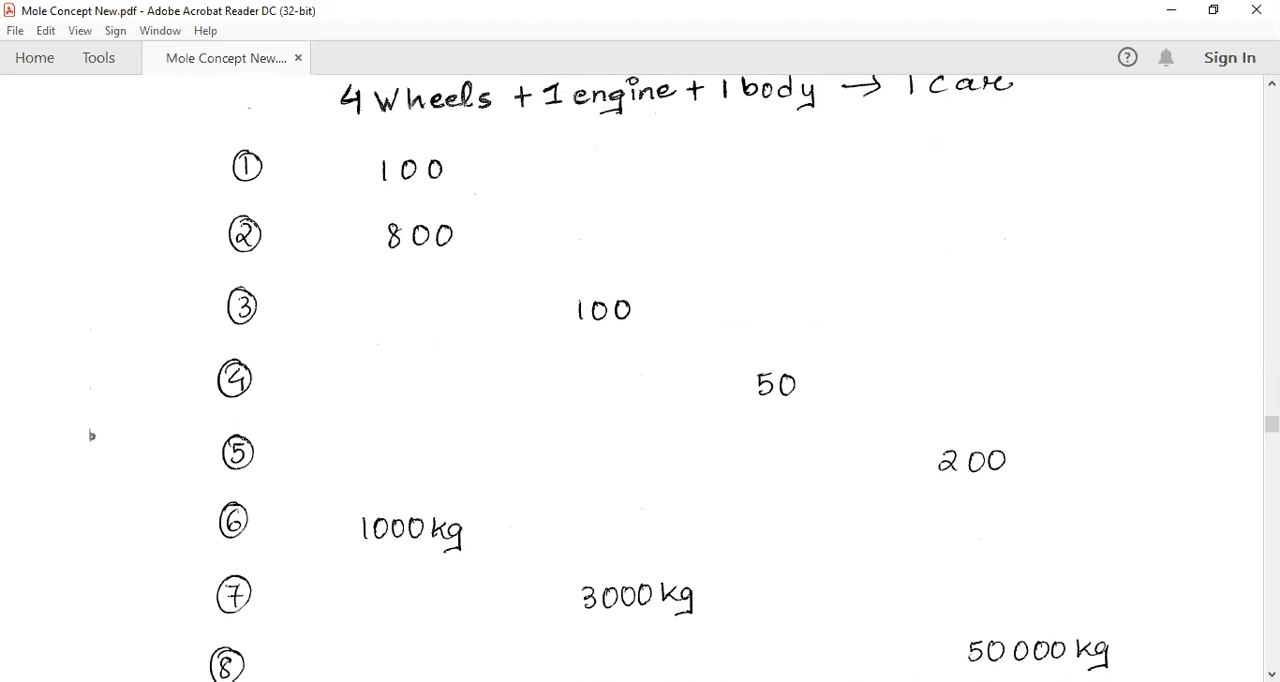 Mole Concept New.pdf - Adobe Acrobat Reader DC (32-bit)
File Edit View Sign Window Help
Home Tools Mole Concept New.... × Sign In
4 Wheels + 1 engine + 1 body → 1 Care
① 100
② 800
③ 100
④ 50
⑤ 200
⑥ 1000 kg
⑦ 3000 kg
⑧ 50000 kg